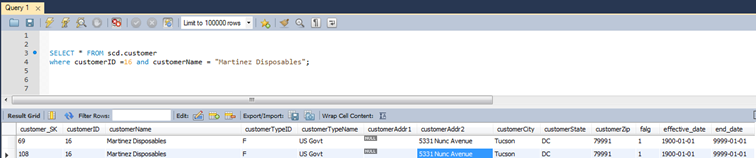 Query 1
Limit to 100000 rows
1
2
3 SELECT * FROM scd.customer
4 where customerID =16 and customerName = "Martinez Disposables";
5
6
7
Result Grid Filter Rows: Edit: Export/Import: Wrap Cell Content:
customer_SK customerID customerName customerTypeID customerTypeName customerAddr1 customerAddr2 customerCity customerState customerZip falg effective_date end_date
69 16 Martinez Disposables F US Govt NULL 5331 Nunc Avenue Tucson DC 79991 1 1900-01-01 9999-01-01
108 16 Martinez Disposables F US Govt NULL 5331 Nunc Avenue Tucson DC 79991 1 1900-01-01 9999-01-01